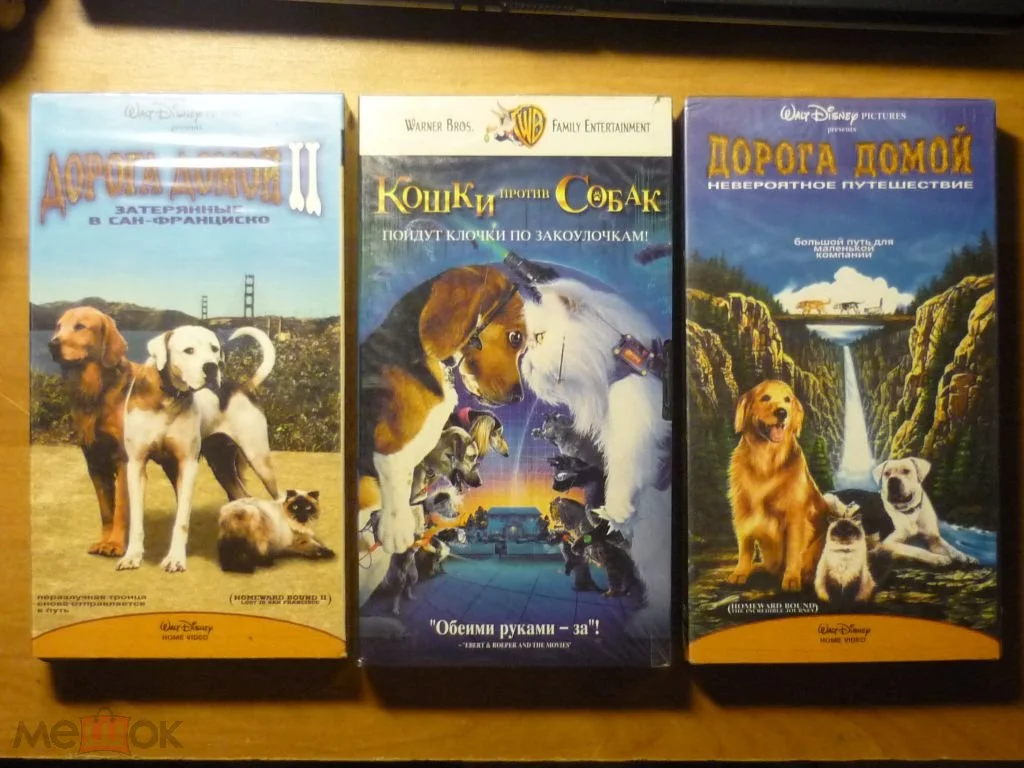 WALT DISNEY
presents
ДОРОГА ДОМОЙ II
ЗАТЕРЯННЫЕ
В САН-ФРАНЦИСКО
неразлучная троица
снова отправляется
в путь
(HOMEWARD BOUND II
LOST IN SAN FRANCISCO)
WALT DISNEY
HOME VIDEO
WARNER BROS. WB FAMILY ENTERTAINMENT
КОШКИ ПРОТИВ СОБАК
ПОЙДУТ КЛОЧКИ ПО ЗАКОУЛОЧКАМ!
"Обеими руками – за"!
– "EBERT & ROEPER AND THE MOVIES"
WALT DISNEY PICTURES
presents
ДОРОГА ДОМОЙ
НЕВЕРОЯТНОЕ ПУТЕШЕСТВИЕ
большой путь для
маленькой
компании
(HOMEWARD BOUND
THE INCREDIBLE JOURNEY)
WALT DISNEY
HOME VIDEO
мешок